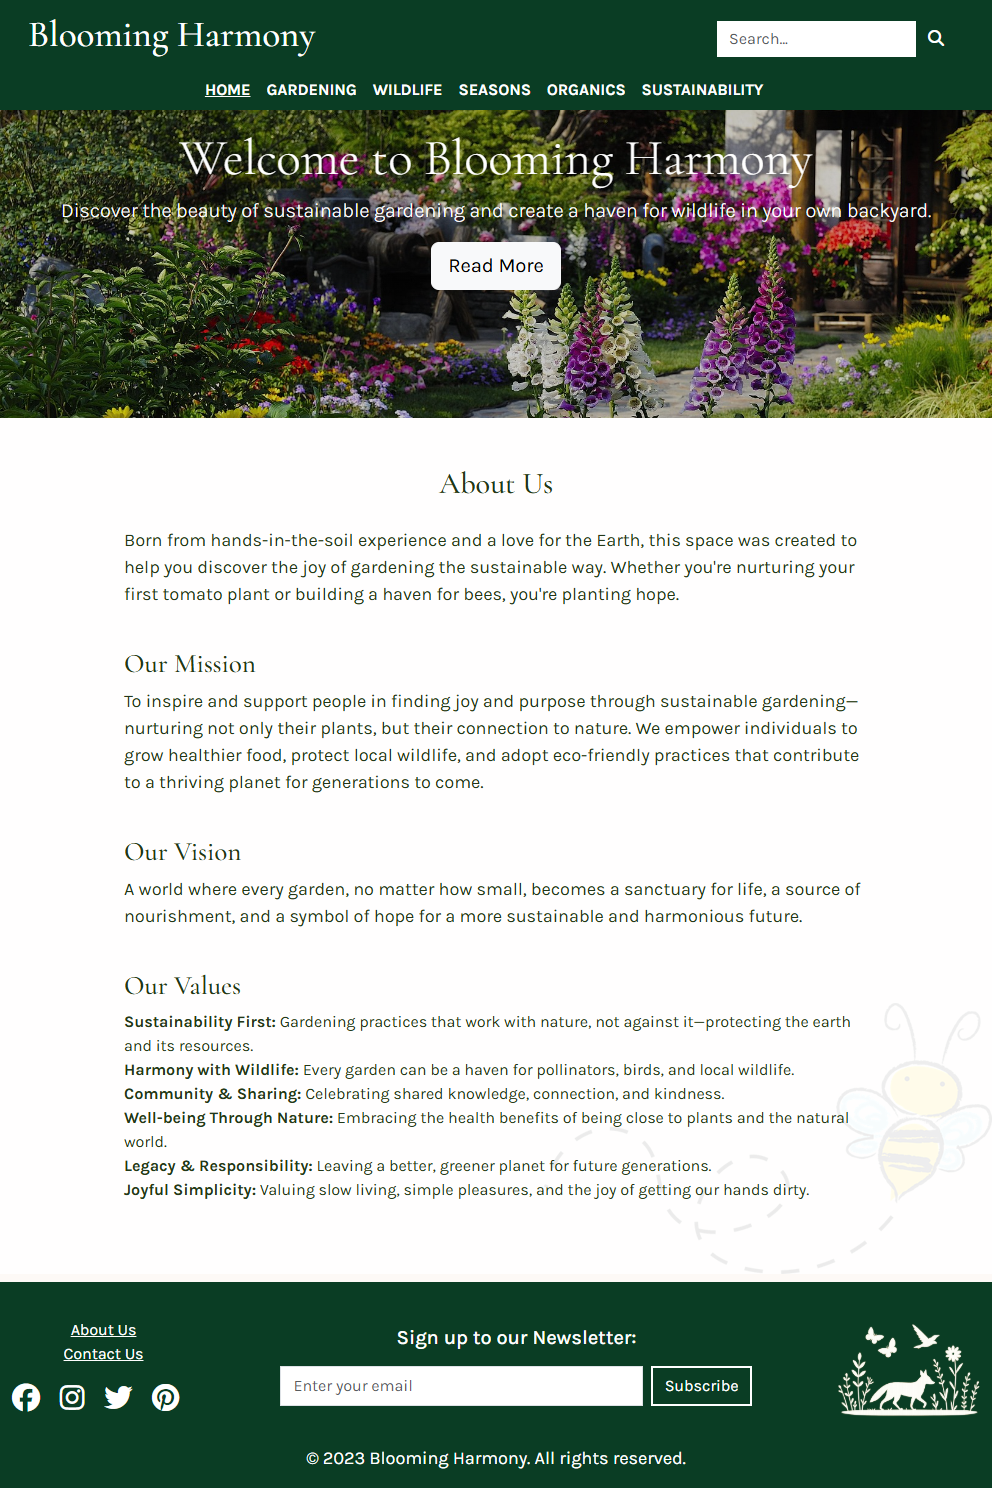 Blooming Harmony
Search...
HOME GARDENING WILDLIFE SEASONS ORGANICS SUSTAINABILITY
Welcome to Blooming Harmony
Discover the beauty of sustainable gardening and create a haven for wildlife in your own backyard.
Read More
About Us
Born from hands-in-the-soil experience and a love for the Earth, this space was created to
help you discover the joy of gardening the sustainable way. Whether you're nurturing your
first tomato plant or building a haven for bees, you're planting hope.
Our Mission
To inspire and support people in finding joy and purpose through sustainable gardening—
nurturing not only their plants, but their connection to nature. We empower individuals to
grow healthier food, protect local wildlife, and adopt eco-friendly practices that contribute
to a thriving planet for generations to come.
Our Vision
A world where every garden, no matter how small, becomes a sanctuary for life, a source of
nourishment, and a symbol of hope for a more sustainable and harmonious future.
Our Values
Sustainability First: Gardening practices that work with nature, not against it—protecting the earth
and its resources.
Harmony with Wildlife: Every garden can be a haven for pollinators, birds, and local wildlife.
Community & Sharing: Celebrating shared knowledge, connection, and kindness.
Well-being Through Nature: Embracing the health benefits of being close to plants and the natural
world.
Legacy & Responsibility: Leaving a better, greener planet for future generations.
Joyful Simplicity: Valuing slow living, simple pleasures, and the joy of getting our hands dirty.
About Us
Contact Us
Sign up to our Newsletter:
Enter your email
Subscribe
© 2023 Blooming Harmony. All rights reserved.